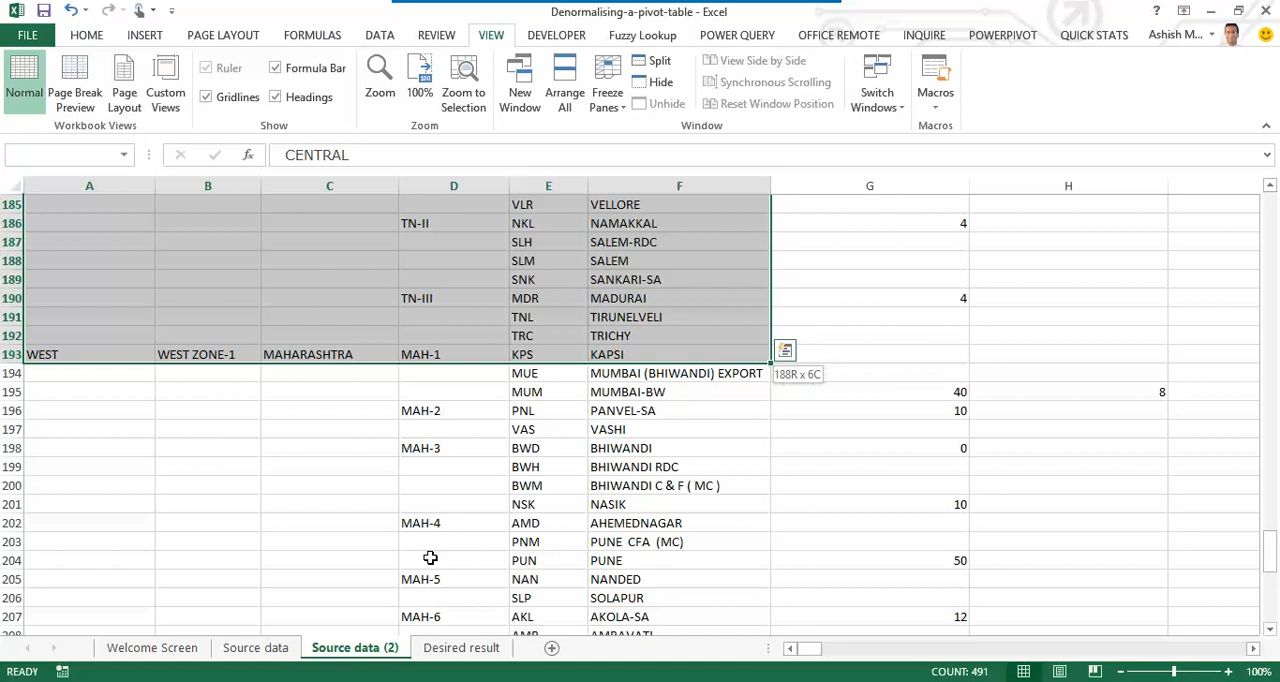 Denormalising-a-pivot-table - Excel
FILE HOME INSERT PAGE LAYOUT FORMULAS DATA REVIEW VIEW DEVELOPER Fuzzy Lookup POWER QUERY INQUIRE OFFICE REMOTE POWERPIVOT QUICK STATS Ashish M...
Normal Page Break Preview Page Layout Custom Views
Ruler Formula Bar
Gridlines Headings
Zoom 100% Zoom to Selection
New Window Arrange All Freeze Panes
Split
Hide
Unhide
View Side by Side
Synchronous Scrolling
Reset Window Position
Switch Windows Macros
Workbook Views Show Zoom Window Macros
fx CENTRAL
A B C D E F G H
185 VLR VELLORE
186 TN-II NKL NAMAKKAL 4
187 SLH SALEM-RDC
188 SLM SALEM
189 SNK SANKARI-SA
190 TN-III MDR MADURAI 4
191 TNL TIRUNELVELI
192 TRC TRICHY
193 WEST WEST ZONE-1 MAHARASHTRA MAH-1 KPS KAPSI
194 MUE MUMBAI (BHIWANDI) EXPORT 188R x 6C
195 MUM MUMBAI-BW 40 8
196 MAH-2 PNL PANVEL-SA 10
197 VAS VASHI
198 MAH-3 BWD BHIWANDI 0
199 BWH BHIWANDI RDC
200 BWM BHIWANDI C & F ( MC )
201 NSK NASIK 10
202 MAH-4 AMD AHEMEDNAGAR
203 PNM PUNE CFA (MC)
204 PUN PUNE 50
205 MAH-5 NAN NANDED
206 SLP SOLAPUR
207 MAH-6 AKL AKOLA-SA 12
208 AMR AMRAVATI
Welcome Screen Source data Source data (2) Desired result
READY COUNT: 491 100%